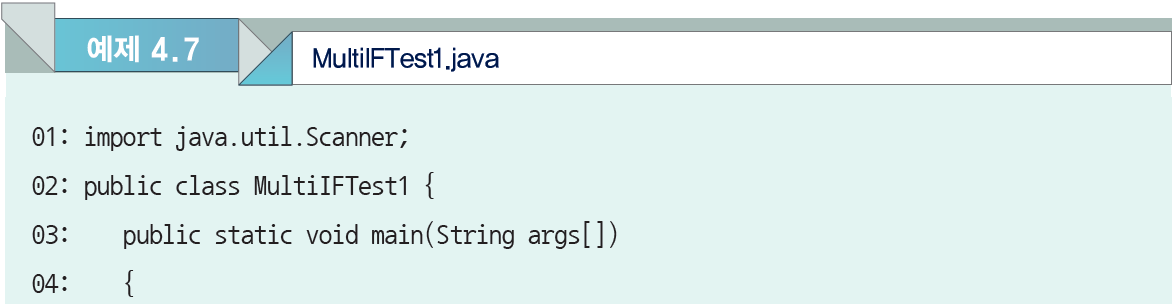 예제 4.7
MultiIFTest1.java
01: import java.util.Scanner;
02: public class MultiIFTest1 {
03:    public static void main(String args[])
04:    {